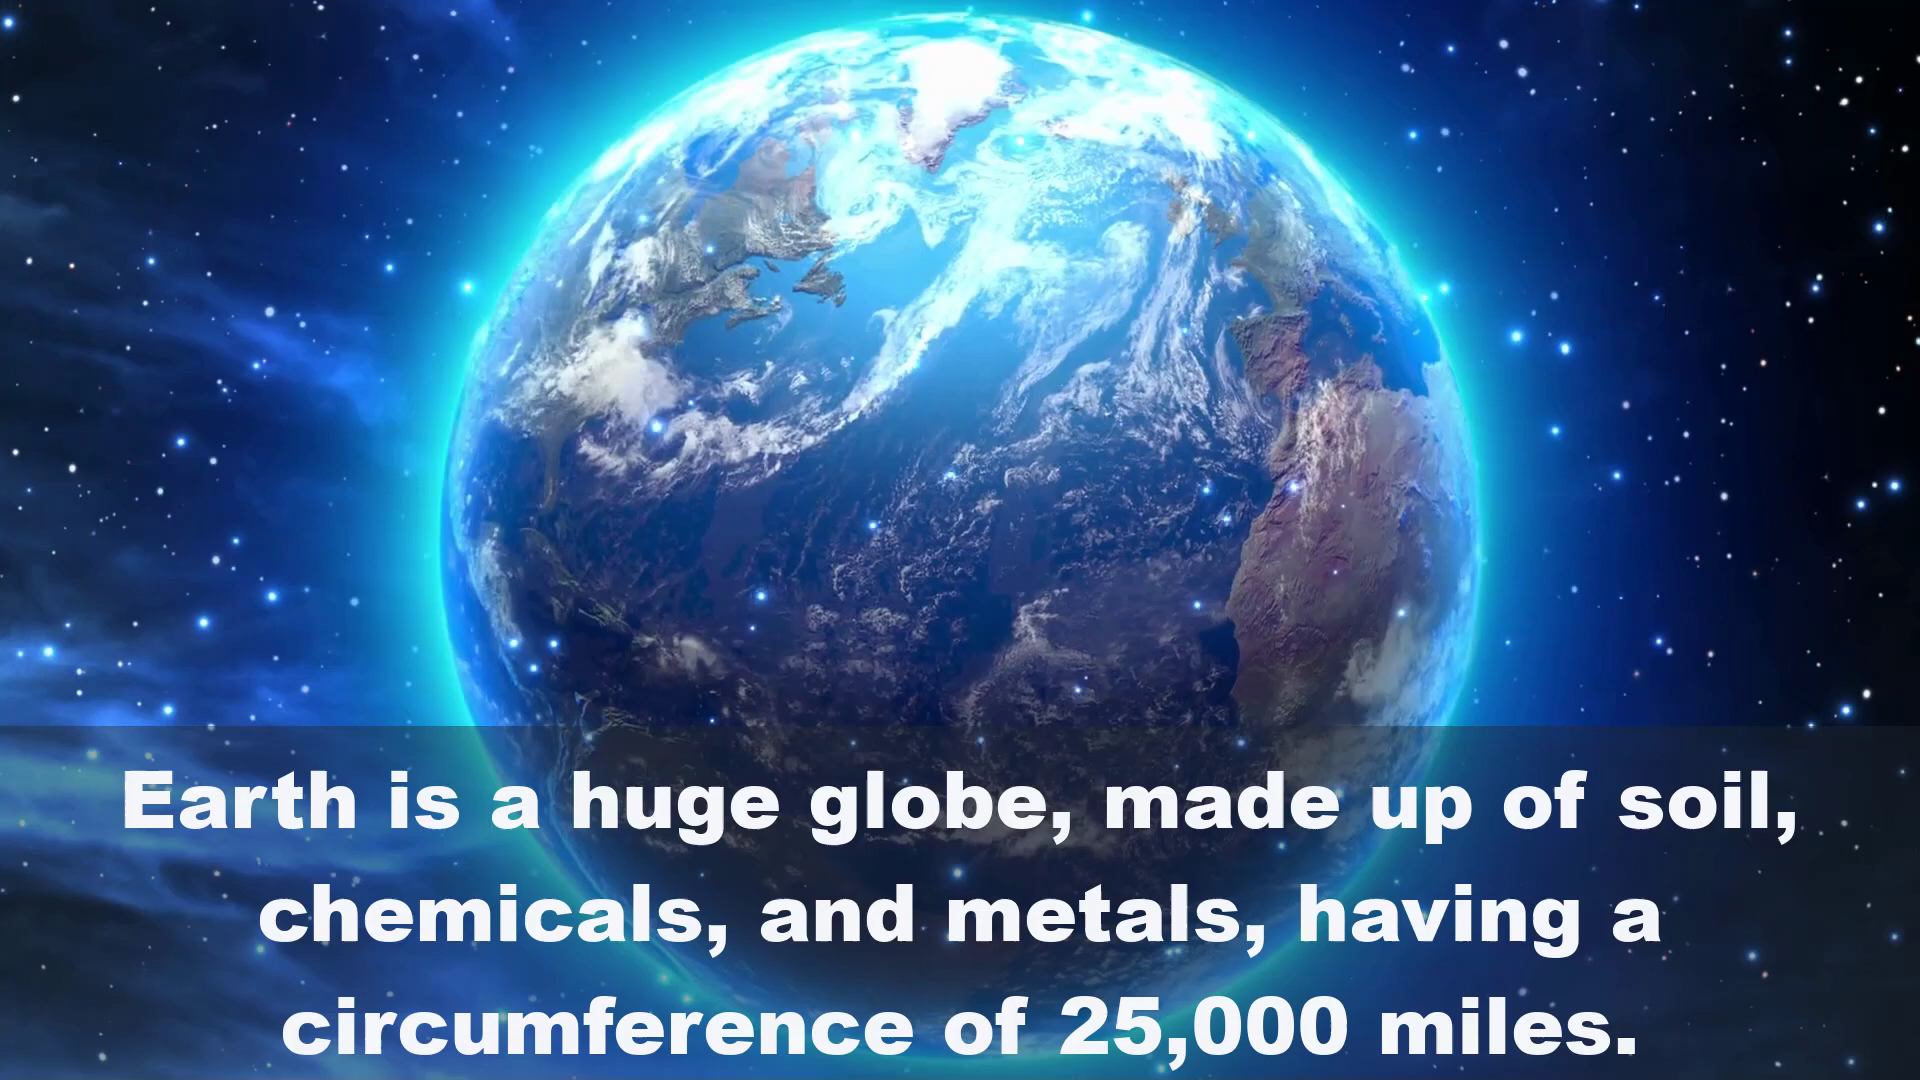 Earth is a huge globe, made up of soil,
chemicals, and metals, having a
circumference of 25,000 miles.